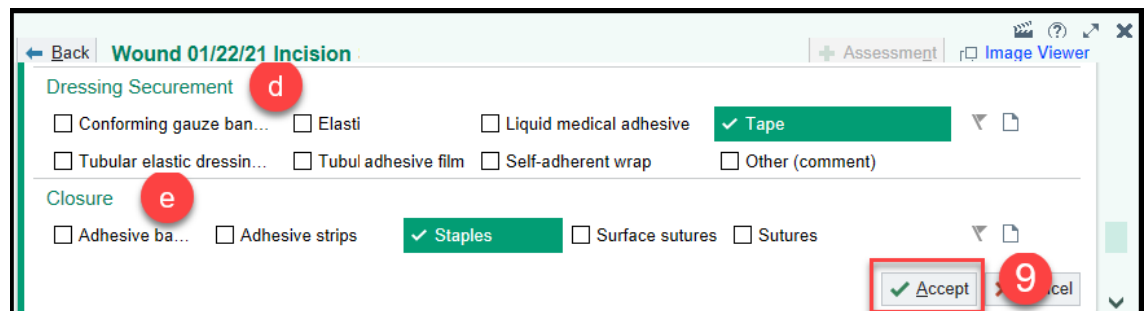 Back Wound 01/22/21 Incision Assessment Image Viewer
Dressing Securement d
Conforming gauze ban... Elasti Liquid medical adhesive Tape
Tubular elastic dressin... Tubul adhesive film Self-adherent wrap Other (comment)
Closure e
Adhesive ba... Adhesive strips Staples Surface sutures Sutures
Accept 9 cel